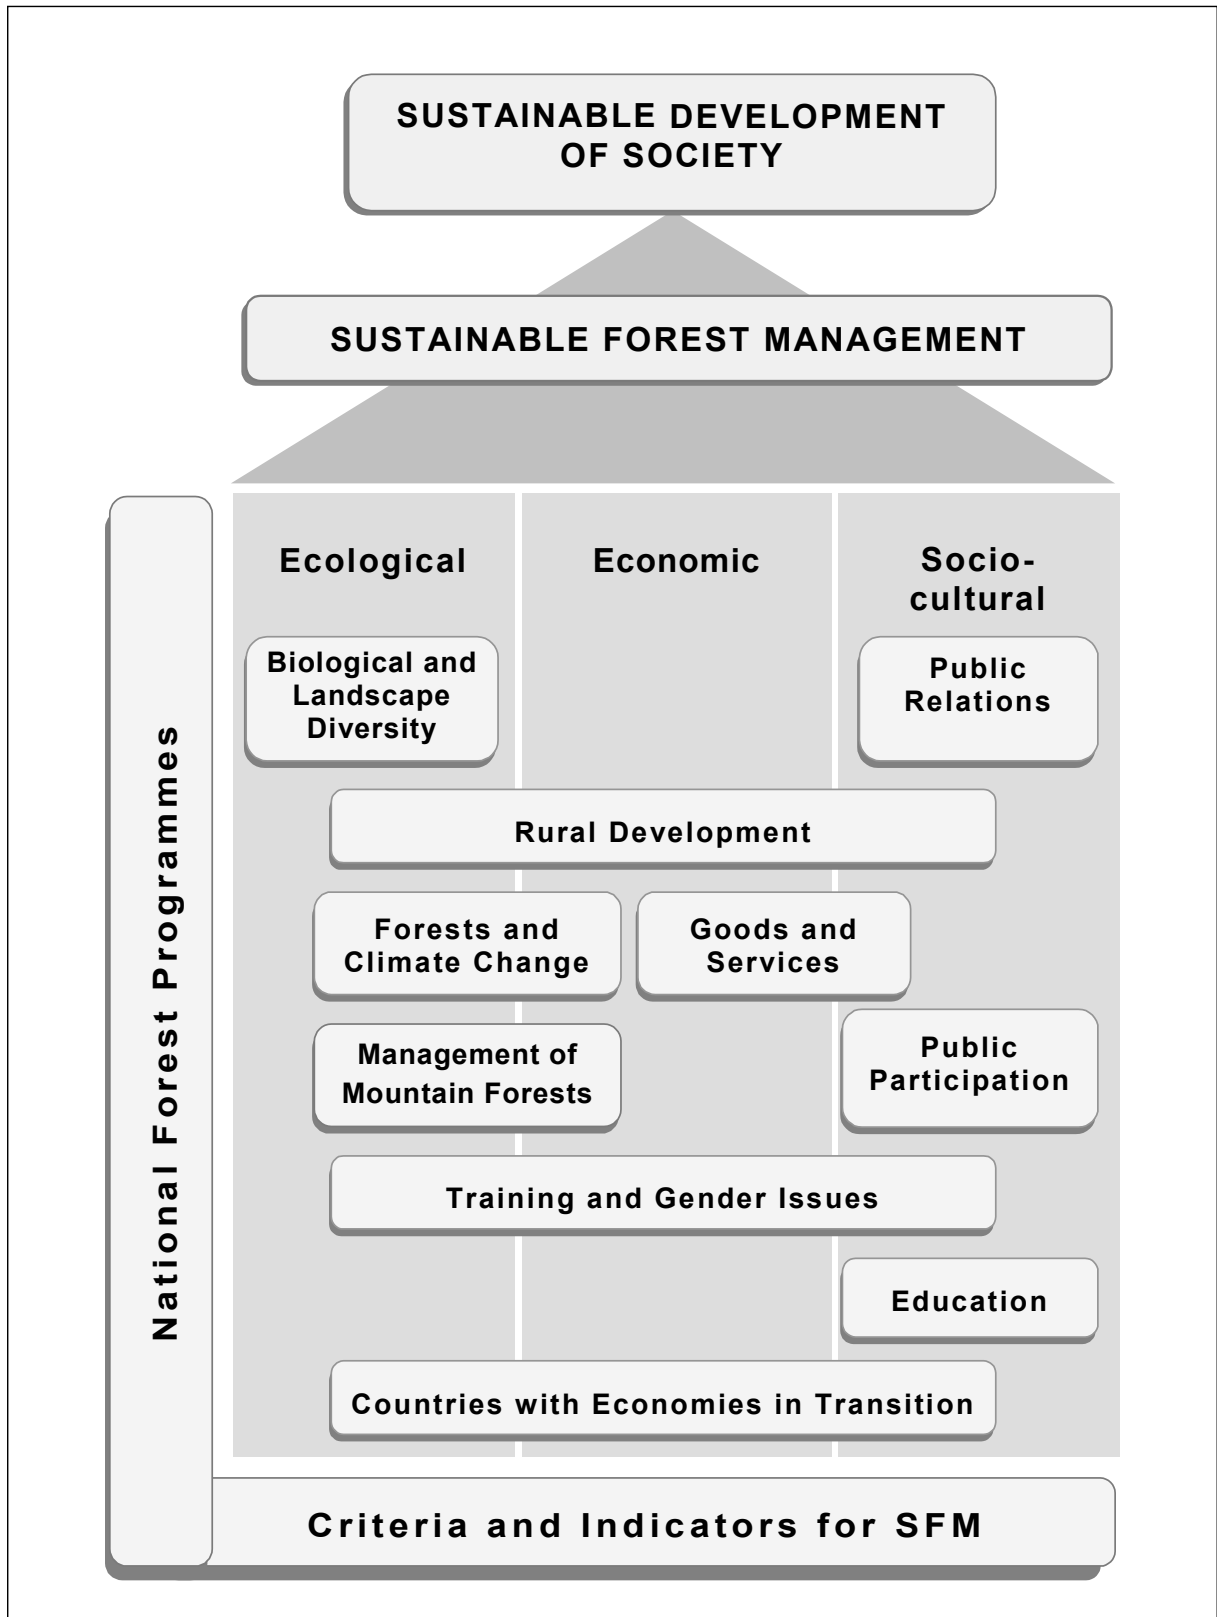 SUSTAINABLE DEVELOPMENT
OF SOCIETY
SUSTAINABLE FOREST MANAGEMENT
National Forest Programmes
Ecological
Economic
Socio-
cultural
Biological and
Landscape
Diversity
Public
Relations
Rural Development
Forests and
Climate Change
Goods and
Services
Management of
Mountain Forests
Public
Participation
Training and Gender Issues
Education
Countries with Economies in Transition
Criteria and Indicators for SFM